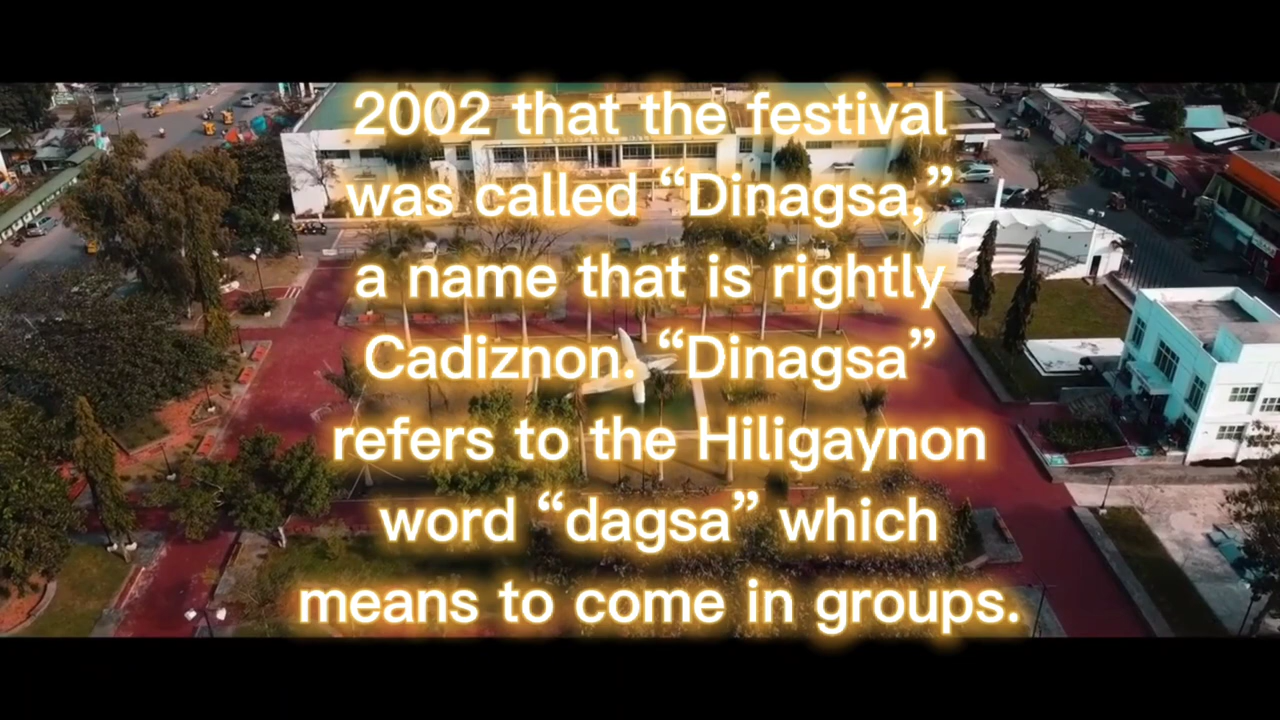 2002 that the festival
was called “Dinagsa,”
a name that is rightly
Cadiznon. “Dinagsa”
refers to the Hiligaynon
word “dagsa” which
means to come in groups.